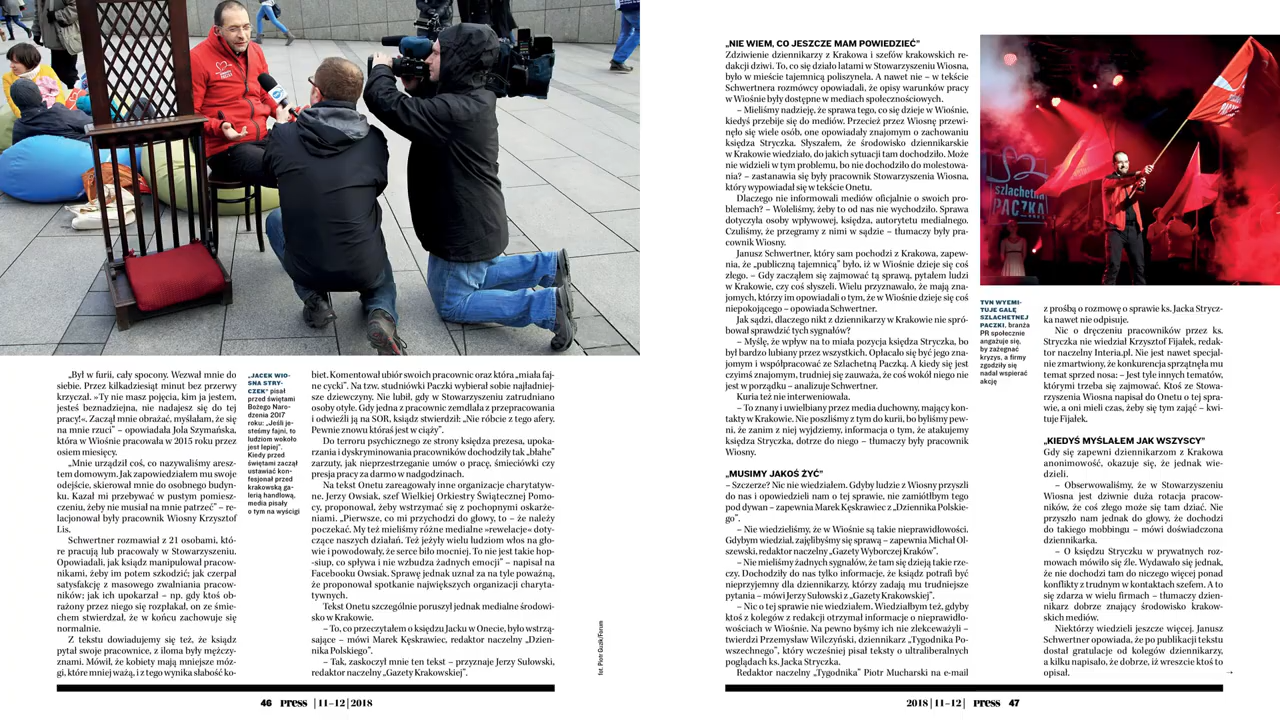 „Był w furii, cały spocony. Wezwał mnie do
siebie. Przez kilkadziesiąt minut bez przerwy
krzyczał. »Ty nie masz pojęcia, kim ja jestem,
jesteś beznadziejna, nie nadajesz się do tej
pracy!«. Zaczął mnie obrażać, myślałam, że się
na mnie rzuci” – opowiadała Jola Szymańska,
która w Wiośnie pracowała w 2015 roku przez
osiem miesięcy.
„Mnie urządził coś, co nazywaliśmy aresz-
tem domowym. Jak zapowiedziałem mu swoje
odejście, skierował mnie do osobnego budyn-
ku. Kazał mi przebywać w pustym pomiesz-
czeniu, żeby nie musiał na mnie patrzeć” – re-
lacjonował były pracownik Wiosny Krzysztof
Lis.
Schwertner rozmawiał z 21 osobami, któ-
re pracują lub pracowały w Stowarzyszeniu.
Opowiadali, jak ksiądz manipulował pracow-
nikami, żeby im potem szkodzić; jak czerpał
satysfakcję z masowego zwalniania pracow-
ników; jak ich upokarzał – np. gdy ktoś ob-
rażony przez niego się rozpłakał, on ze śmie-
chem stwierdzał, że w końcu zachowuje się
normalnie.
Z tekstu dowiadujemy się też, że ksiądz
pytał swoje pracownice, z iloma były mężczy-
znami. Mówił, że kobiety mają mniejsze móz-
gi, które mniej ważą, i z tego wynika słabość ko-
„JACEK WIO-
SNA STRY-
CZEK” pisał
przed świętami
Bożego Naro-
dzenia 2017
roku: „Jeśli je-
steśmy fajni, to
ludziom wokoło
jest lepiej”.
Kiedy przed
świętami zaczął
ustawiać kon-
fesjonał przed
krakowską ga-
lerią handlową,
media pisały
o tym na wyścigi
biet. Komentował ubiór swoich pracownic oraz która „miała faj-
ne cycki”. Na tzw. studniówki Paczki wybierał sobie najładniej-
sze dziewczyny. Nie lubił, gdy w Stowarzyszeniu zatrudniano
osoby otyłe. Gdy jedna z pracownic zemdlała z przepracowania
i odwieźli ją na SOR, ksiądz stwierdził: „Nie róbcie z tego afery.
Pewnie znowu któraś jest w ciąży”.
Do terroru psychicznego ze strony księdza prezesa, upoka-
rzania i dyskryminowania pracowników dochodziły tak „błahe”
zarzuty, jak nieprzestrzeganie umów o pracę, śmieciówki czy
presja pracy za darmo w nadgodzinach.
Na tekst Onetu zareagowały inne organizacje charytatyw-
ne. Jerzy Owsiak, szef Wielkiej Orkiestry Świątecznej Pomo-
cy, proponował, żeby wstrzymać się z pochopnymi oskarże-
niami. „Pierwsze, co mi przychodzi do głowy, to – że należy
poczekać. My też mieliśmy różne medialne »rewelacje« doty-
czące naszych działań. Też jeżyły wielu ludziom włos na gło-
wie i powodowały, że serce biło mocniej. To nie jest takie hop-
-siup, co spływa i nie wzbudza żadnych emocji” – napisał na
Facebooku Owsiak. Sprawę jednak uznał za na tyle poważną,
że proponował spotkanie największych organizacji charyta-
tywnych.
Tekst Onetu szczególnie poruszył jednak medialne środowi-
sko w Krakowie.
– To, co przeczytałem o księdzu Jacku w Onecie, było wstrzą-
sające – mówi Marek Kęskrawiec, redaktor naczelny „Dzien-
nika Polskiego”.
– Tak, zaskoczył mnie ten tekst – przyznaje Jerzy Sułowski,
redaktor naczelny „Gazety Krakowskiej”.
fot. Piotr Guzik/Forum
46 PRESS | 11–12 | 2018
„NIE WIEM, CO JESZCZE MAM POWIEDZIEĆ”
Zdziwienie dziennikarzy z Krakowa i szefów krakowskich re-
dakcji dziwi. To, co się działo latami w Stowarzyszeniu Wiosna,
było w mieście tajemnicą poliszynela. A nawet nie – w tekście
Schwertnera rozmówcy opowiadali, że opisy warunków pracy
w Wiośnie były dostępne w mediach społecznościowych.
– Mieliśmy nadzieję, że sprawa tego, co się dzieje w Wiośnie,
kiedyś przebije się do mediów. Przecież przez Wiosnę przewi-
nęło się wiele osób, one opowiadały znajomym o zachowaniu
księdza Stryczka. Słyszałem, że środowisko dziennikarskie
w Krakowie wiedziało, do jakich sytuacji tam dochodziło. Może
nie widzieli w tym problemu, bo nie dochodziło do molestowa-
nia? – zastanawia się były pracownik Stowarzyszenia Wiosna,
który wypowiadał się w tekście Onetu.
Dlaczego nie informowali mediów oficjalnie o swoich pro-
blemach? – Woleliśmy, żeby to od nas nie wychodziło. Sprawa
dotyczyła osoby wpływowej, księdza, autorytetu medialnego.
Czuliśmy, że przegramy z nimi w sądzie – tłumaczy były pra-
cownik Wiosny.
Janusz Schwertner, który sam pochodzi z Krakowa, zapew-
nia, że „publiczną tajemnicą” było, iż w Wiośnie dzieje się coś
złego. – Gdy zacząłem się zajmować tą sprawą, pytałem ludzi
w Krakowie, czy coś słyszeli. Wielu przyznawało, że mają zna-
jomych, którzy im opowiadali o tym, że w Wiośnie dzieje się coś
niepokojącego – opowiada Schwertner.
Jak sądzi, dlaczego nikt z dziennikarzy w Krakowie nie spró-
bował sprawdzić tych sygnałów?
– Myślę, że wpływ na to miała pozycja księdza Stryczka, bo
był bardzo lubiany przez wszystkich. Opłacało się być jego zna-
jomym i współpracować ze Szlachetną Paczką. A kiedy się jest
czyimś znajomym, trudniej się zauważa, że coś wokół niego nie
jest w porządku – analizuje Schwertner.
Kuria też nie interweniowała.
– To znany i uwielbiany przez media duchowny, mający kon-
takty w Krakowie. Nie poszliśmy z tym do kurii, bo byliśmy pew-
ni, że zanim z niej wyjdziemy, informacja o tym, że atakujemy
księdza Stryczka, dotrze do niego – tłumaczy były pracownik
Wiosny.
„MUSIMY JAKOŚ ŻYĆ”
– Szczerze? Nic nie wiedziałem. Gdyby ludzie z Wiosny przyszli
do nas i opowiedzieli nam o tej sprawie, nie zamiótłbym tego
pod dywan – zapewnia Marek Kęskrawiec z „Dziennika Polskie-
go”.
– Nie wiedzieliśmy, że w Wiośnie są takie nieprawidłowości.
Gdybym wiedział, zajęlibyśmy się sprawą – zapewnia Michał Ol-
szewski, redaktor naczelny „Gazety Wyborczej Kraków”.
– Nie mieliśmy żadnych sygnałów, że tam się dzieją takie rze-
czy. Dochodziły do nas tylko informacje, że ksiądz potrafi być
nieprzyjemny dla dziennikarzy, którzy zadają mu trudniejsze
pytania – mówi Jerzy Sułowski z „Gazety Krakowskiej”.
– Nic o tej sprawie nie wiedziałem. Wiedziałbym też, gdyby
ktoś z kolegów z redakcji otrzymał informacje o nieprawidło-
wościach w Wiośnie. Na pewno byśmy ich nie zlekceważyli –
twierdzi Przemysław Wilczyński, dziennikarz „Tygodnika Po-
wszechnego”, który wcześniej pisał teksty o ultraliberalnych
poglądach ks. Jacka Stryczka.
Redaktor naczelny „Tygodnika” Piotr Mucharski na e-mail
szlachetna
PACZKA
TVN WYEMI-
TUJE GALĘ
SZLACHETNEJ
PACZKI, branża
PR społecznie
angażuje się,
by zażegnać
kryzys, a firmy
zgodziły się
nadal wspierać
akcję
z prośbą o rozmowę o sprawie ks. Jacka Strycz-
ka nawet nie odpisuje.
Nic o dręczeniu pracowników przez ks.
Stryczka nie wiedział Krzysztof Fijałek, redak-
tor naczelny Interia.pl. Nie jest nawet specjal-
nie zmartwiony, że konkurencja sprzątnęła mu
temat sprzed nosa: – Jest tyle innych tematów,
którymi trzeba się zajmować. Ktoś ze Stowa-
rzyszenia Wiosna napisał do Onetu o tej spra-
wie, a oni mieli czas, żeby się tym zająć – kwi-
tuje Fijałek.
„KIEDYŚ MYŚLAŁEM JAK WSZYSCY”
Gdy się zapewni dziennikarzom z Krakowa
anonimowość, okazuje się, że jednak wie-
dzieli.
– Obserwowaliśmy, że w Stowarzyszeniu
Wiosna jest dziwnie duża rotacja pracow-
ników, że coś złego może się tam dziać. Nie
przyszło nam jednak do głowy, że dochodzi
do takiego mobbingu – mówi doświadczona
dziennikarka.
– O księdzu Stryczku w prywatnych roz-
mowach mówiło się źle. Wydawało się jednak,
że nie dochodzi tam do niczego więcej ponad
konflikty z trudnym w kontaktach szefem. A to
się zdarza w wielu firmach – tłumaczy dzien-
nikarz dobrze znający środowisko krakow-
skich mediów.
Niektórzy wiedzieli jeszcze więcej. Janusz
Schwertner opowiada, że po publikacji tekstu
dostał gratulacje od kolegów dziennikarzy,
a kilku napisało, że dobrze, iż wreszcie ktoś to
opisał. →
2018 | 11–12 | PRESS 47